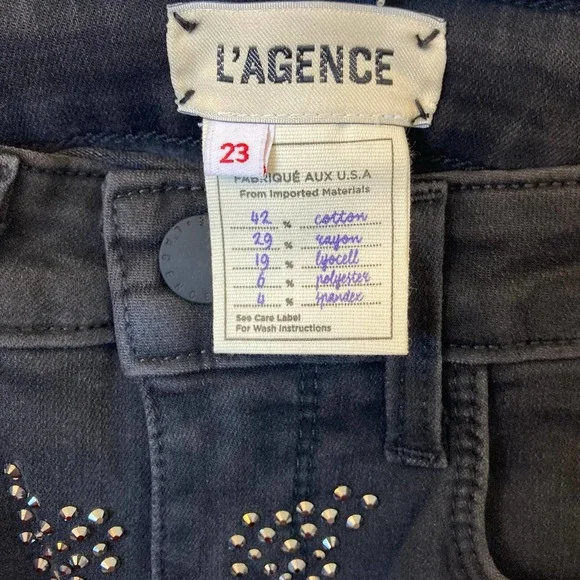 L'AGENCE
23
FABRIQUÉ AUX U.S.A
From Imported Materials
42 % cotton
29 % rayon
19 % lyocell
6 % polyester
4 % spandex
See Care Label
For Wash Instructions